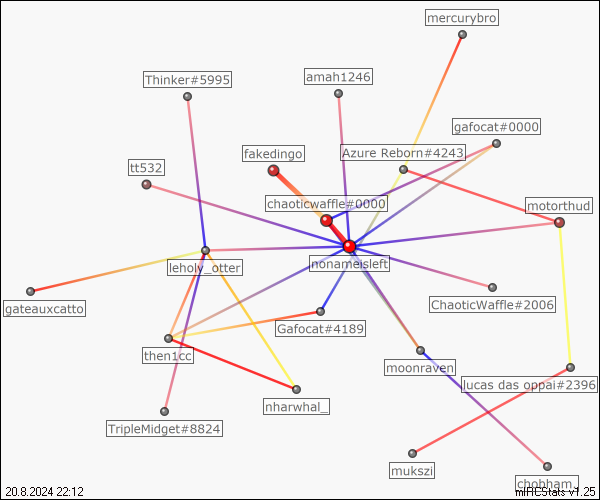 mercurybro
Thinker#5995
amah1246
gafocat#0000
fakedingo
Azure Reborn#4243
tt532
chaoticwaffle#0000
motorthud
nonameisleft
leholy_otter
gateauxcatto
ChaoticWaffle#2006
Gafocat#4189
then1cc
moonraven
lucas das oppai#2396
nharwhal_
TripleMidget#8824
mukszi
chobham_
20.8.2024 22:12
mIRCStats v1.25